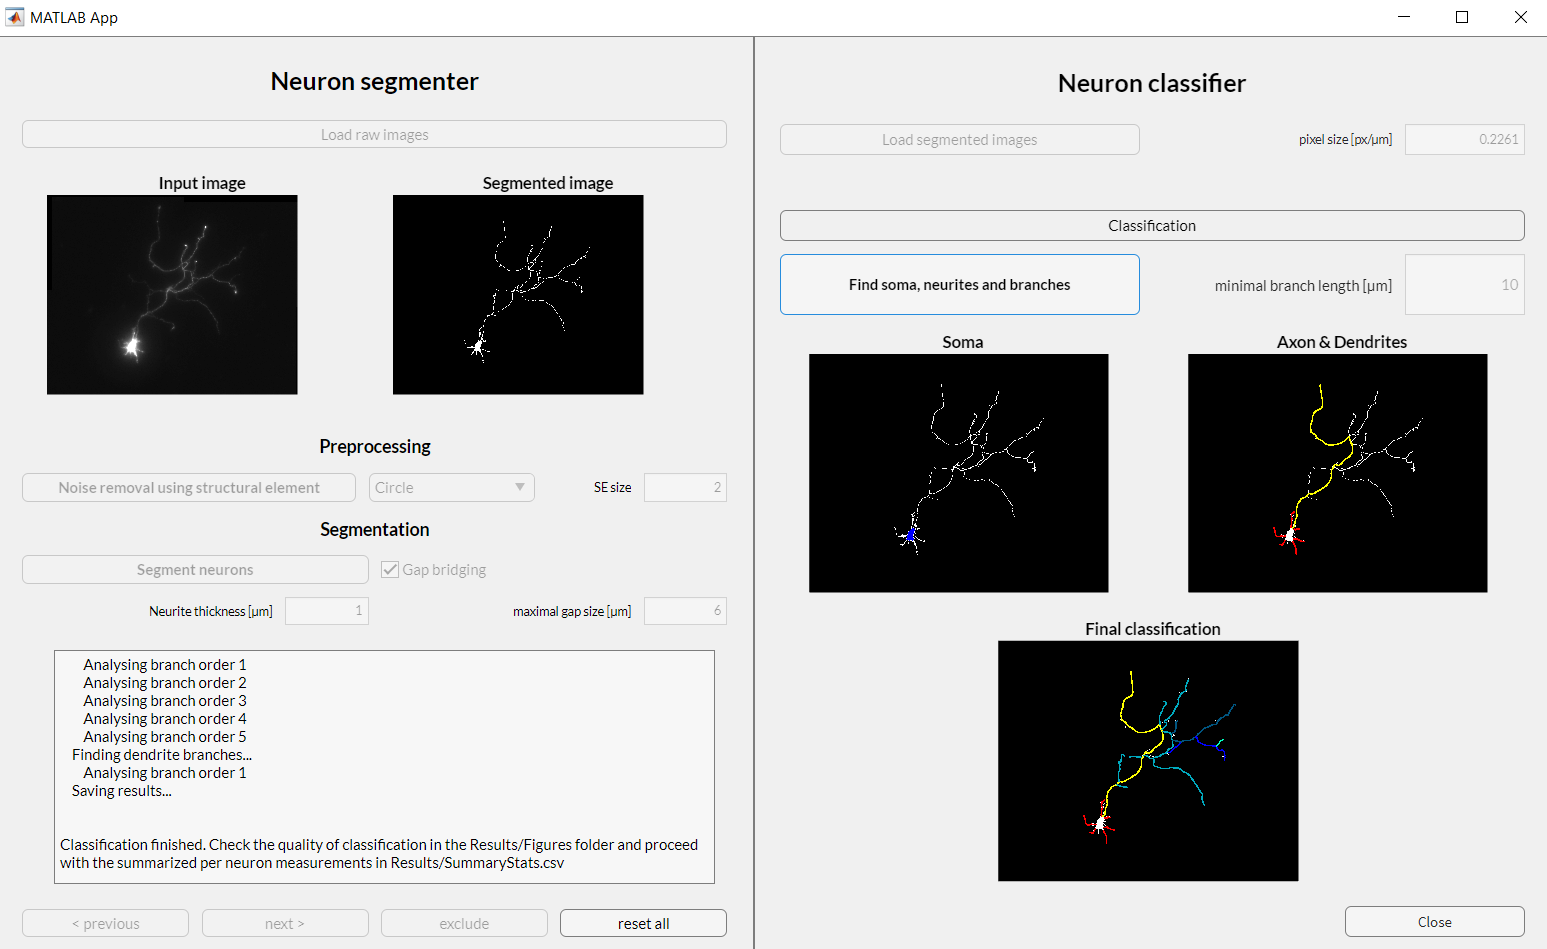 MATLAB App
Neuron segmenter
Load raw images
Input image
Segmented image
Preprocessing
Noise removal using structural element
Circle
SE size
2
Segmentation
Segment neurons
Gap bridging
Neurite thickness [µm]
1
maximal gap size [µm]
6
Analysing branch order 1
Analysing branch order 2
Analysing branch order 3
Analysing branch order 4
Analysing branch order 5
Finding dendrite branches...
Analysing branch order 1
Saving results...
Classification finished. Check the quality of classification in the Results/Figures folder and proceed
with the summarized per neuron measurements in Results/SummaryStats.csv
< previous
next >
exclude
reset all
Neuron classifier
Load segmented images
pixel size [px/µm]
0.2261
Classification
Find soma, neurites and branches
minimal branch length [µm]
10
Soma
Axon & Dendrites
Final classification
Close